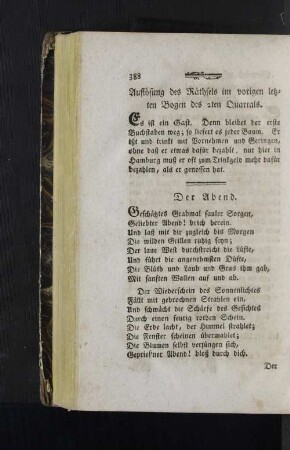 388
Auflösung des Räthsels im vorigen letz-
ten Bogen des 2ten Quartals.
Es ist ein Gast. Denn bleibet der erste
Buchstaben weg; so liefert es jeder Baum. Er
ißt und trinkt mit Vornehmen und Geringen,
ohne daß er etwas dafür bezahlt, nur hier in
Hamburg muß er oft zum Trinkgeld mehr dafür
bezahlen, als er genossen hat.
Der Abend.
Geschätztes Grabmal fauler Sorgen,
Geliebter Abend! brich herein.
Und laß mit dir zugleich bis Morgen
Die wilden Grillen ruhig seyn;
Der laue West durchstreicht die Lüfte,
Und führt die angenehmsten Düfte,
Die Blüth und Laub und Gras ihm gab,
Mit sanften Wallen auf und ab.
Der Wiederschein des Sonnenlichtes
Fällt mit gebrochnen Strahlen ein,
Und schwächt die Schärfe des Gesichtes
Durch einen feurig rothen Schein.
Die Erde lacht, der Himmel strahlet;
Die Fenster scheinen übermahlet;
Die Blumen selbst verjüngen sich,
Gepriesner Abend! bloß durch dich.
Der